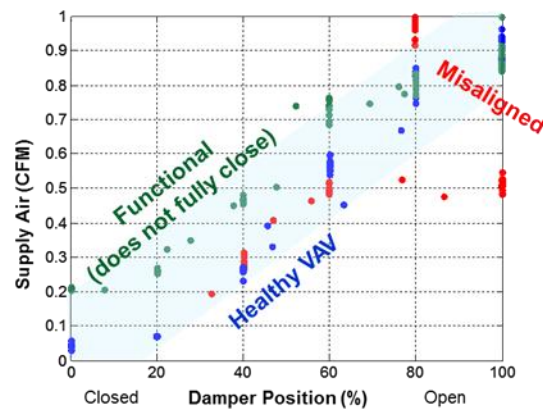 1
0.9
0.8
0.7
0.6
0.5
0.4
0.3
0.2
0.1
0
Supply Air (CFM)
Functional
(does not fully close)
Misaligned
Healthy VAV
0 20 40 60 80 100
Closed Damper Position (%) Open